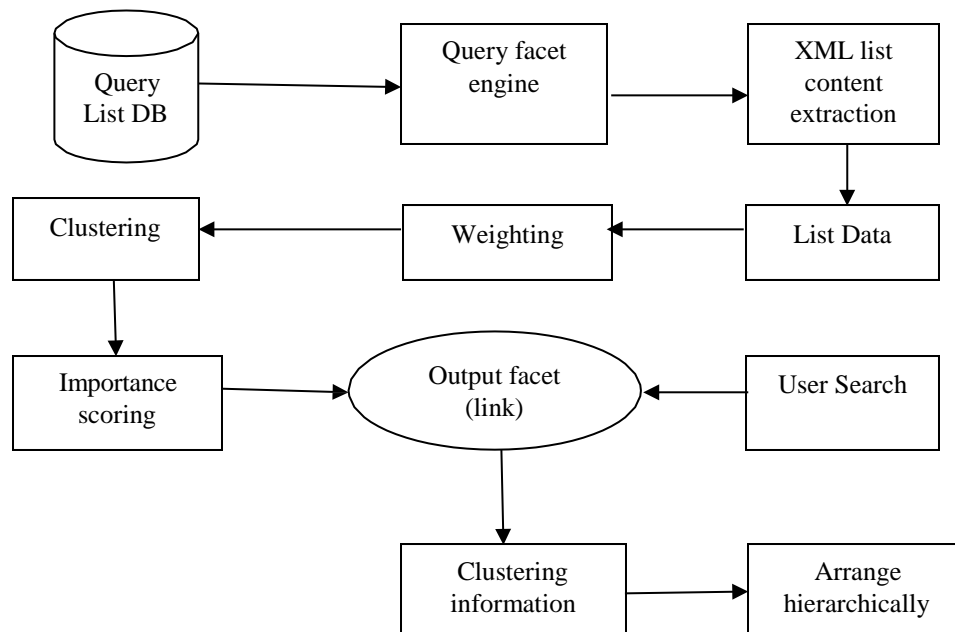 Query
List DB
Query facet
engine
XML list
content
extraction
Clustering
Weighting
List Data
Importance
scoring
Output facet
(link)
User Search
Clustering
information
Arrange
hierarchically